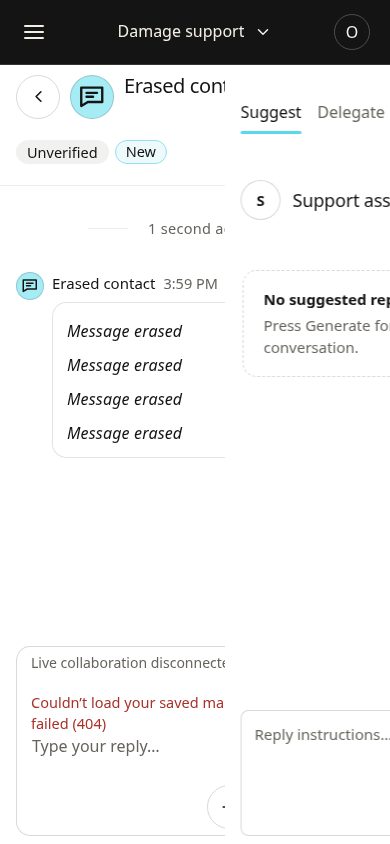 Damage support
O
Erased cont
Unverified
New
1 second a
Erased contact 3:59 PM
Message erased
Message erased
Message erased
Message erased
Live collaboration disconnecte
Couldn’t load your saved ma
failed (404)
Type your reply...
Suggest
Delegate
S
Support ass
No suggested rep
Press Generate for
conversation.
Reply instructions...